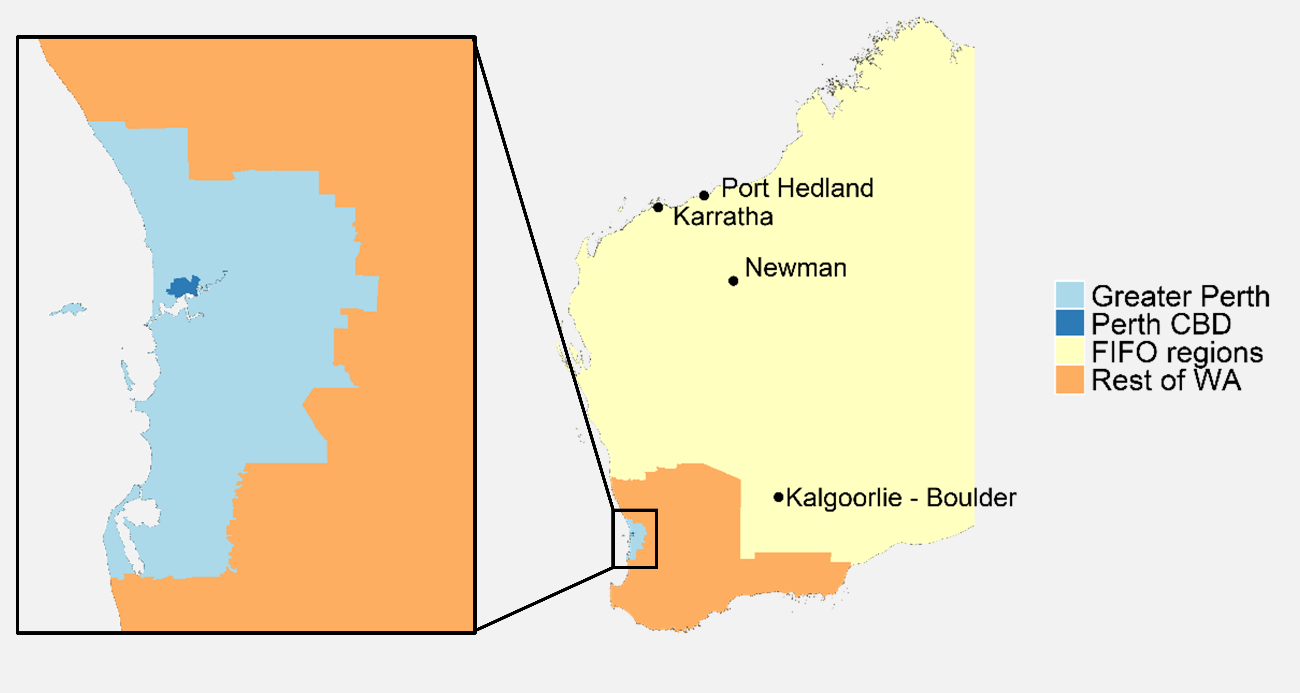 Port Hedland
Karratha
Newman
Kalgoorlie - Boulder
Greater Perth
Perth CBD
FIFO regions
Rest of WA